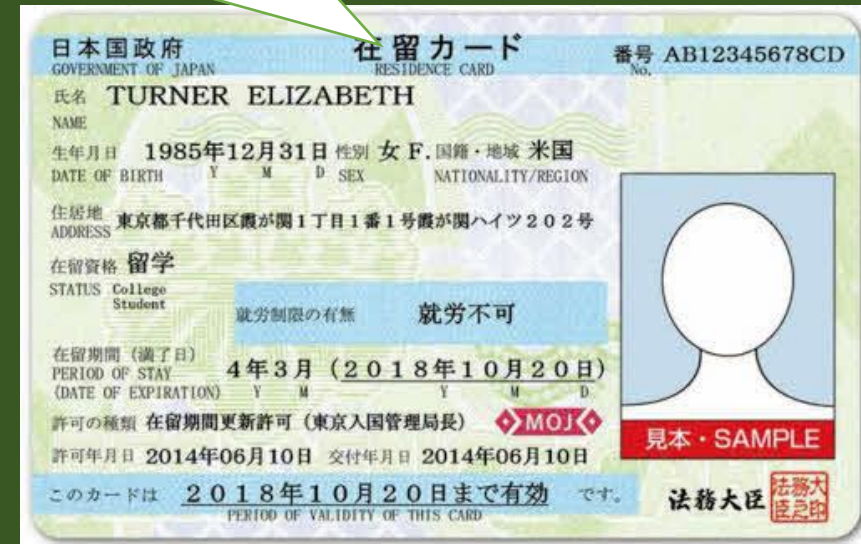 日本国政府 在留カード 番号 AB12345678CD
GOVERNMENT OF JAPAN RESIDENCE CARD No.
氏名 TURNER ELIZABETH
NAME
生年月日 1985年12月31日 性別 女 F. 国籍・地域 米国
DATE OF BIRTH Y M D SEX NATIONALITY/REGION
住居地 東京都千代田区霞が関1丁目1番1号霞が関ハイツ202号
ADDRESS
在留資格 留学
STATUS College
Student
就労制限の有無 就労不可
在留期間（満了日） 4年3月（2018年10月20日）
PERIOD OF STAY
(DATE OF EXPIRATION) Y M Y M D
許可の種類 在留期間更新許可（東京入国管理局長） MOJ
見本・SAMPLE
許可年月日 2014年06月10日 交付年月日 2014年06月10日
このカードは 2018年10月20日まで有効 です。
PERIOD OF VALIDITY OF THIS CARD
法務大臣 法務大臣之印